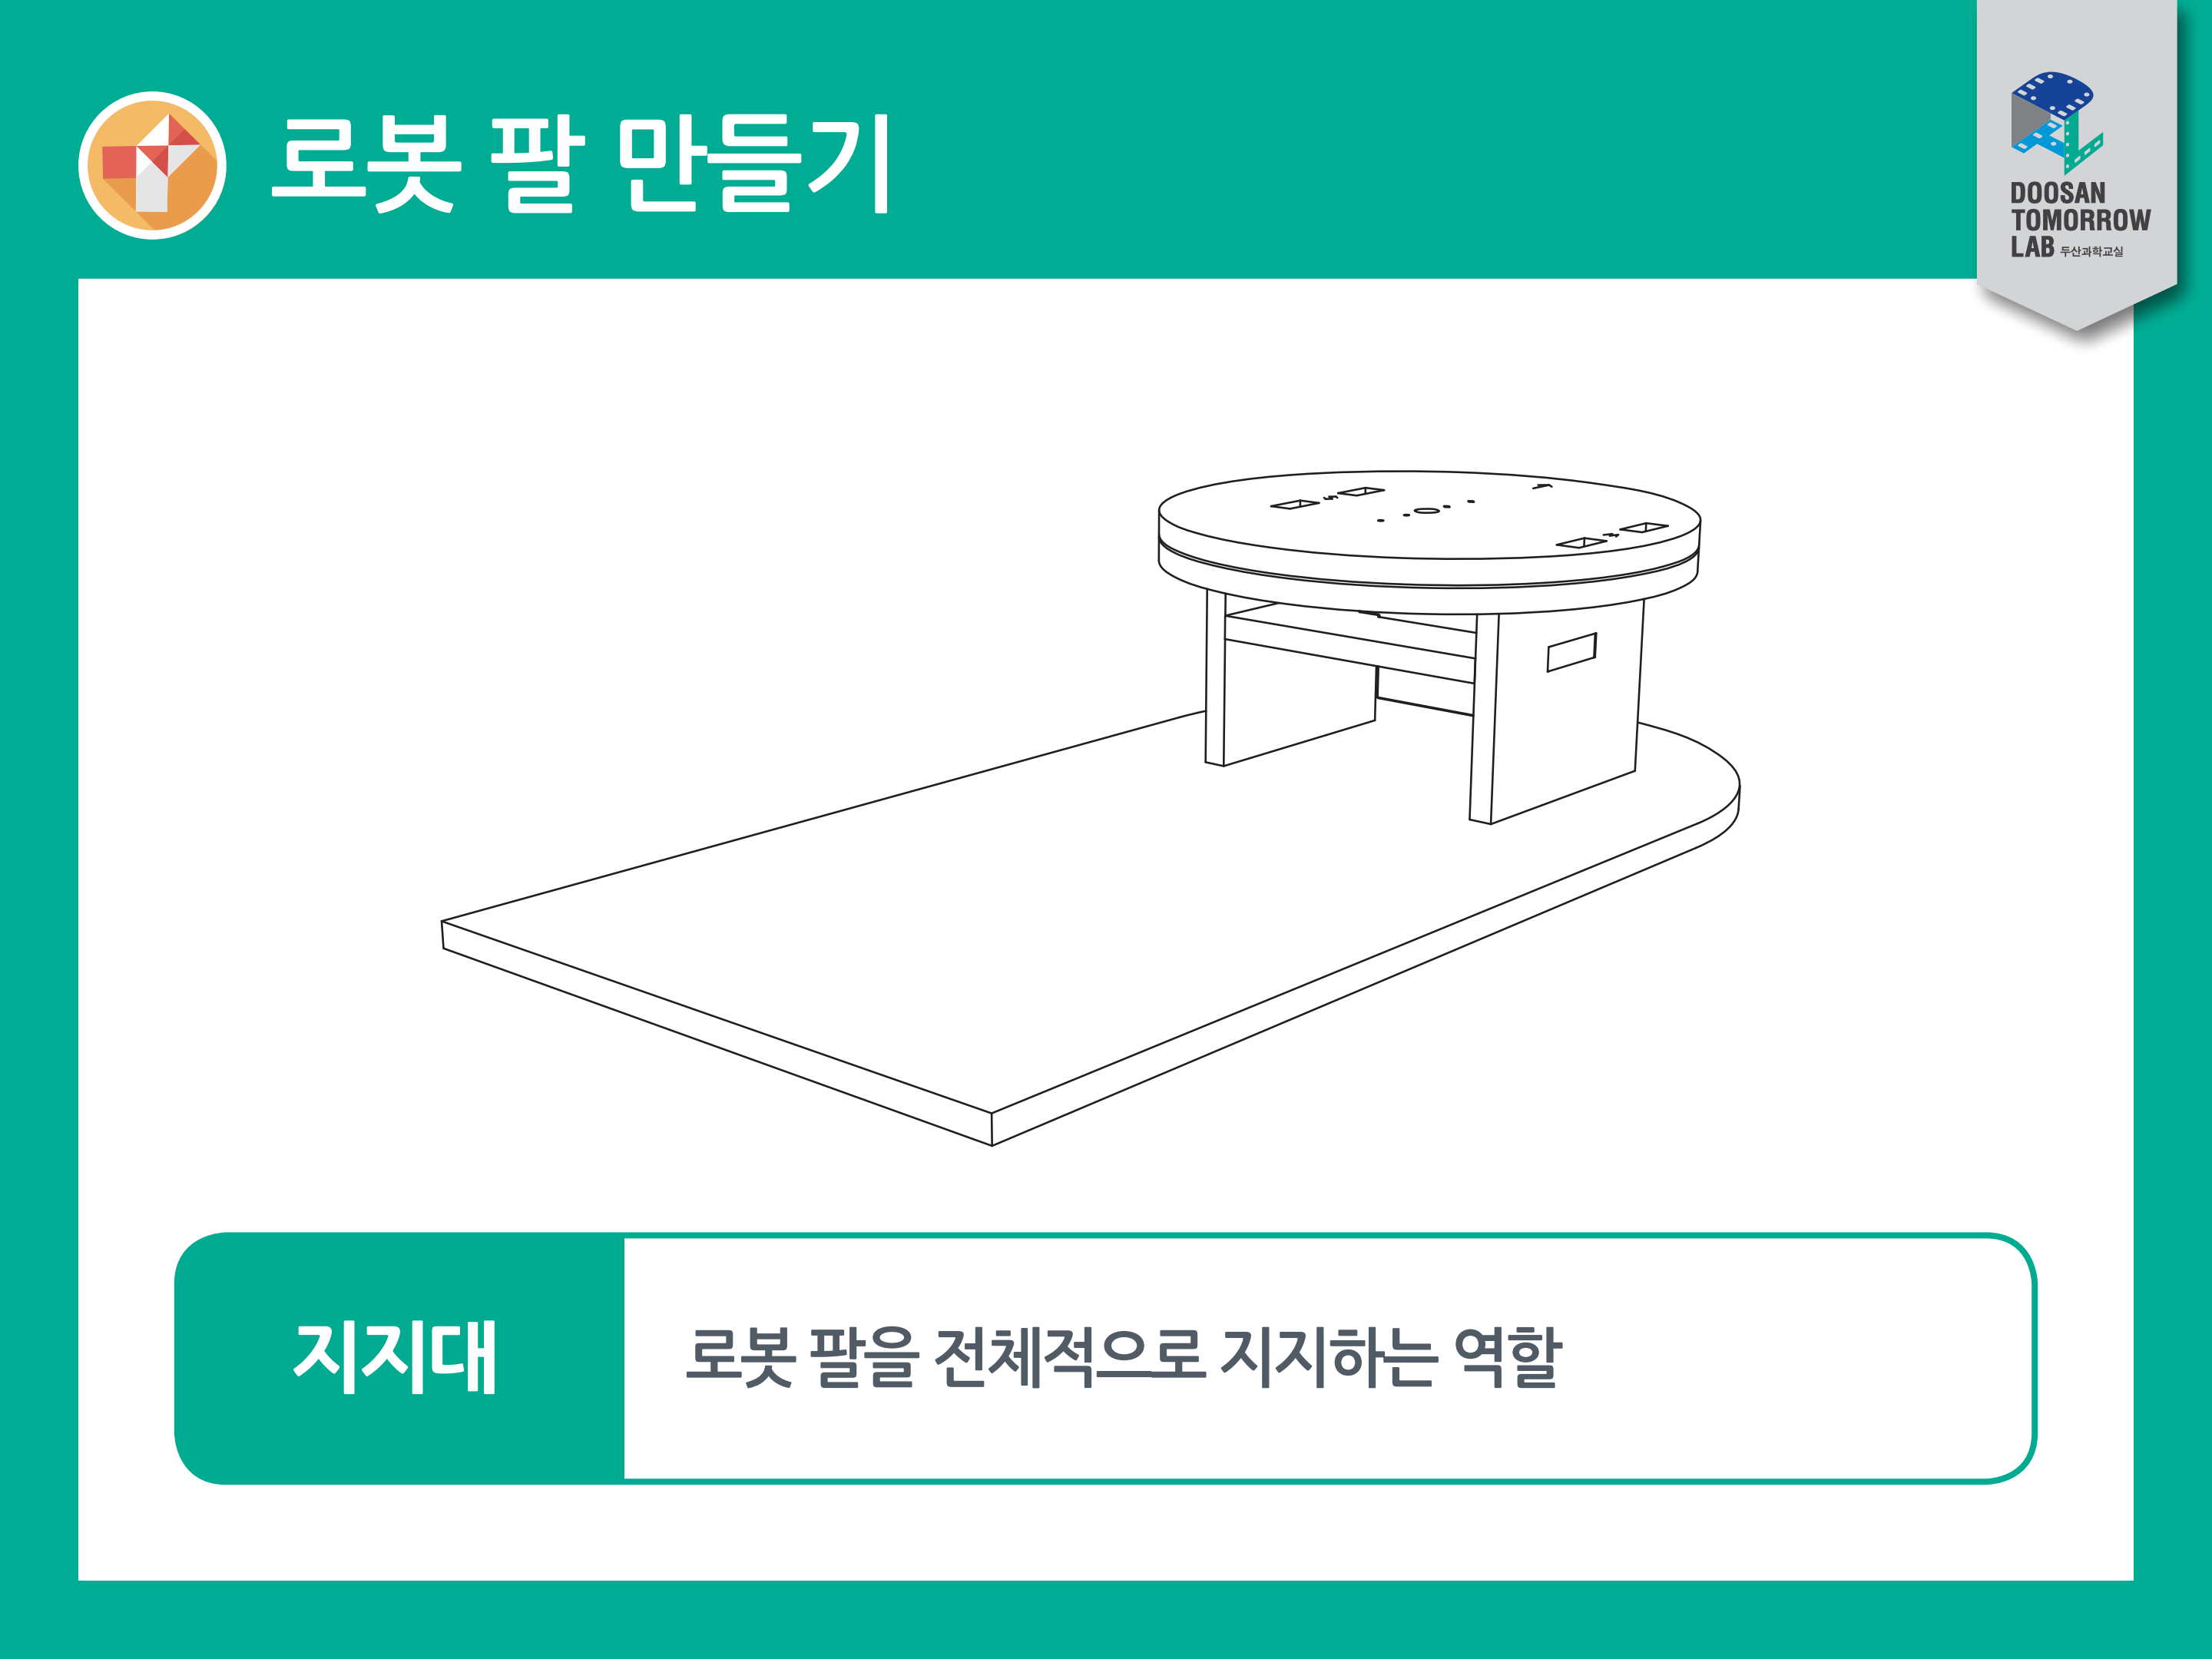 로봇 팔 만들기
DOOSAN
TOMORROW
LAB 두산과학교실
지지대
로봇 팔을 전체적으로 지지하는 역할